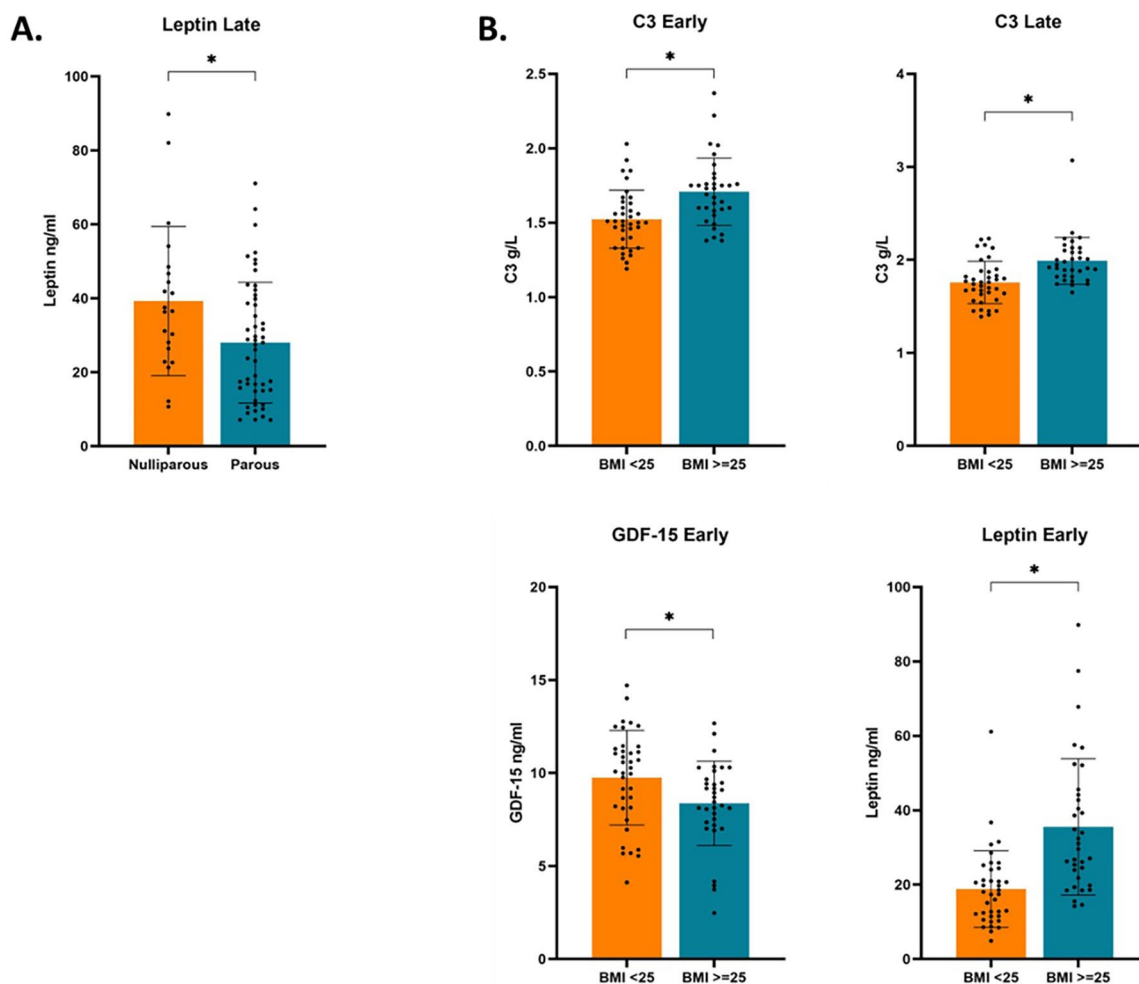 A.
Leptin Late
*
100
80
60
40
20
0
Leptin ng/ml
Nulliparous Parous
B.
C3 Early
*
2.5
2.0
1.5
1.0
0.5
0.0
C3 g/L
BMI <25 BMI >=25
C3 Late
*
4
3
2
1
0
C3 g/L
BMI <25 BMI >=25
GDF-15 Early
*
20
15
10
5
0
GDF-15 ng/ml
BMI <25 BMI >=25
Leptin Early
*
100
80
60
40
20
0
Leptin ng/ml
BMI <25 BMI >=25